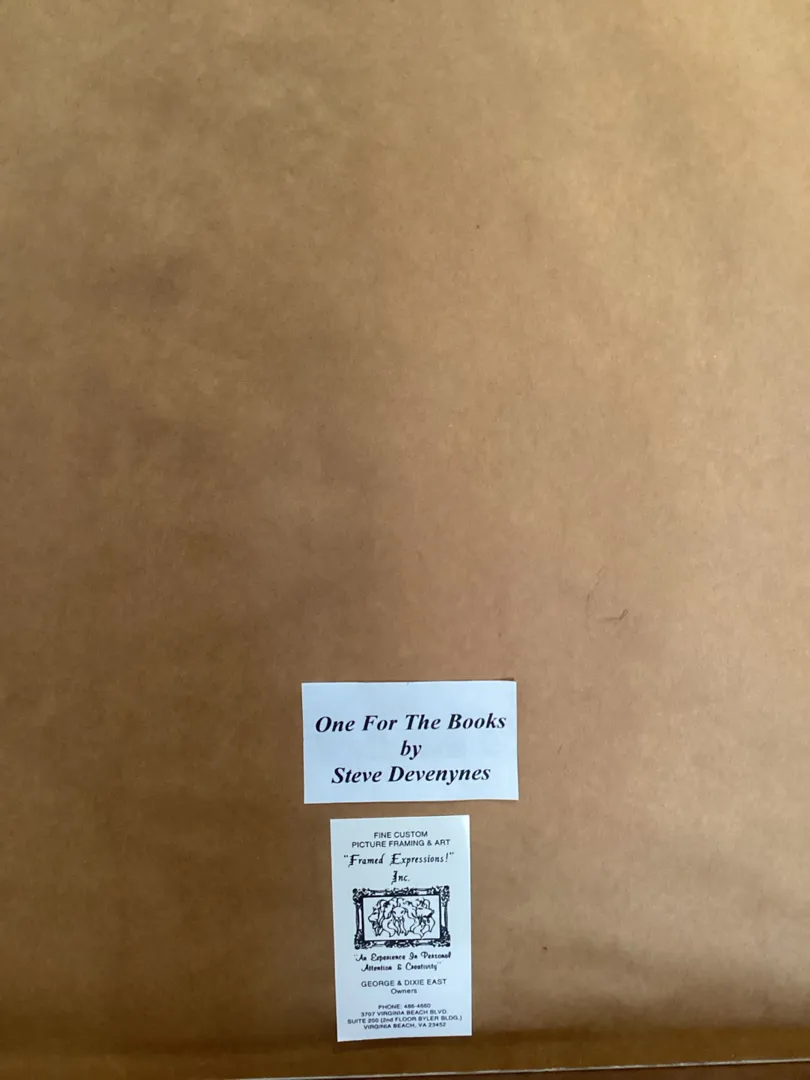 One For The Books
by
Steve Devenynes
FINE CUSTOM
PICTURE FRAMING & ART
"Framed Expressions!"
Inc.
"An Experience In Personal
Attention & Creativity"
GEORGE & DIXIE EAST
Owners
PHONE: 486-4660
3707 VIRGINIA BEACH BLVD.
SUITE 200 (2nd FLOOR BYLER BLDG.)
VIRGINIA BEACH, VA 23452